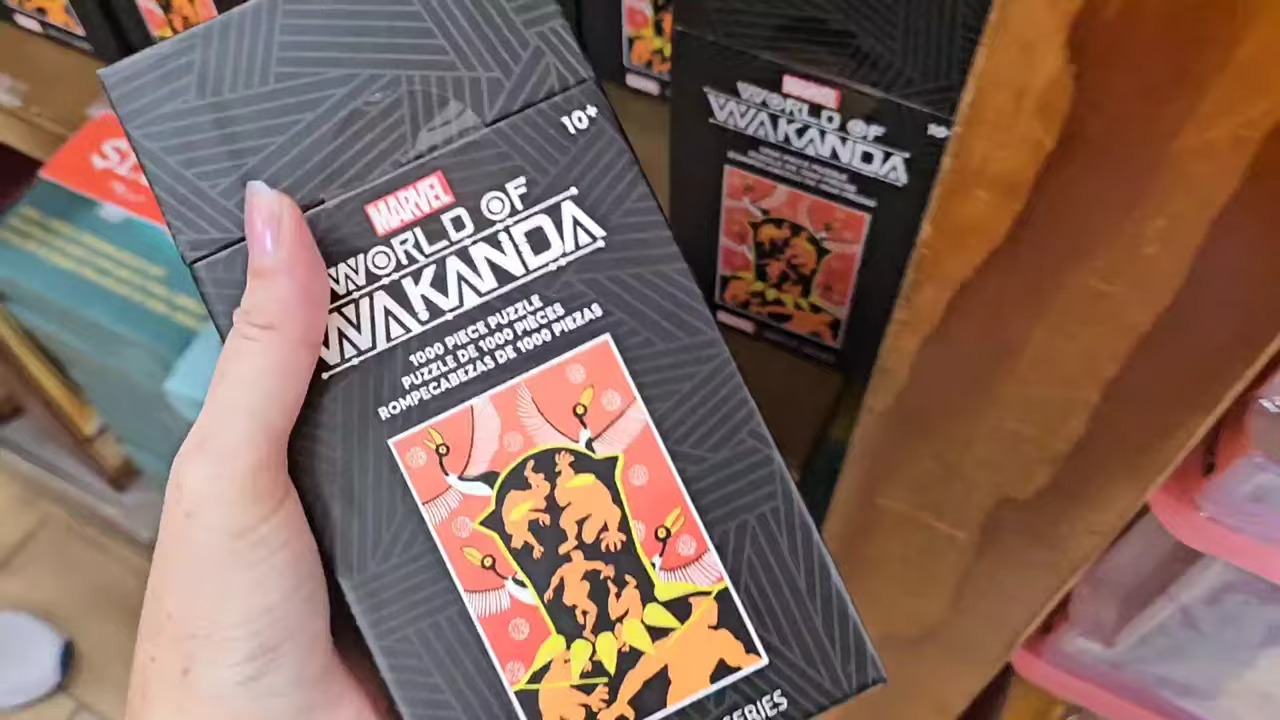 10+
MARVEL
WORLD OF
WAKANDA
1000 PIECE PUZZLE
PUZZLE DE 1000 PIÈCES
ROMPECABEZAS DE 1000 PIEZAS
SERIES
MARVEL
WORLD OF
WAKANDA